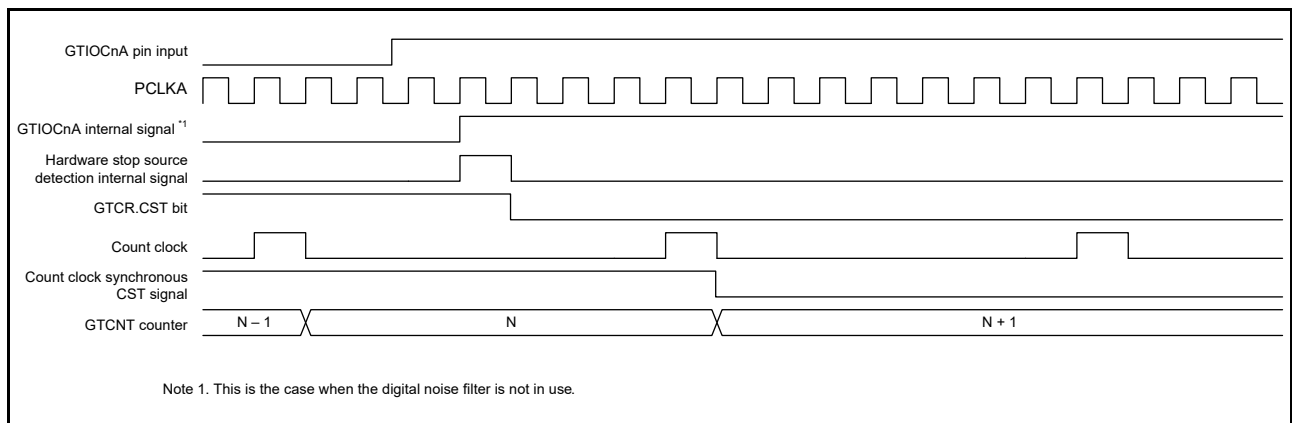 GTIOCnA pin input
PCLKA
GTIOCnA internal signal *1
Hardware stop source
detection internal signal
GTCR.CST bit
Count clock
Count clock synchronous
CST signal
GTCNT counter
N – 1
N
N + 1
Note 1. This is the case when the digital noise filter is not in use.